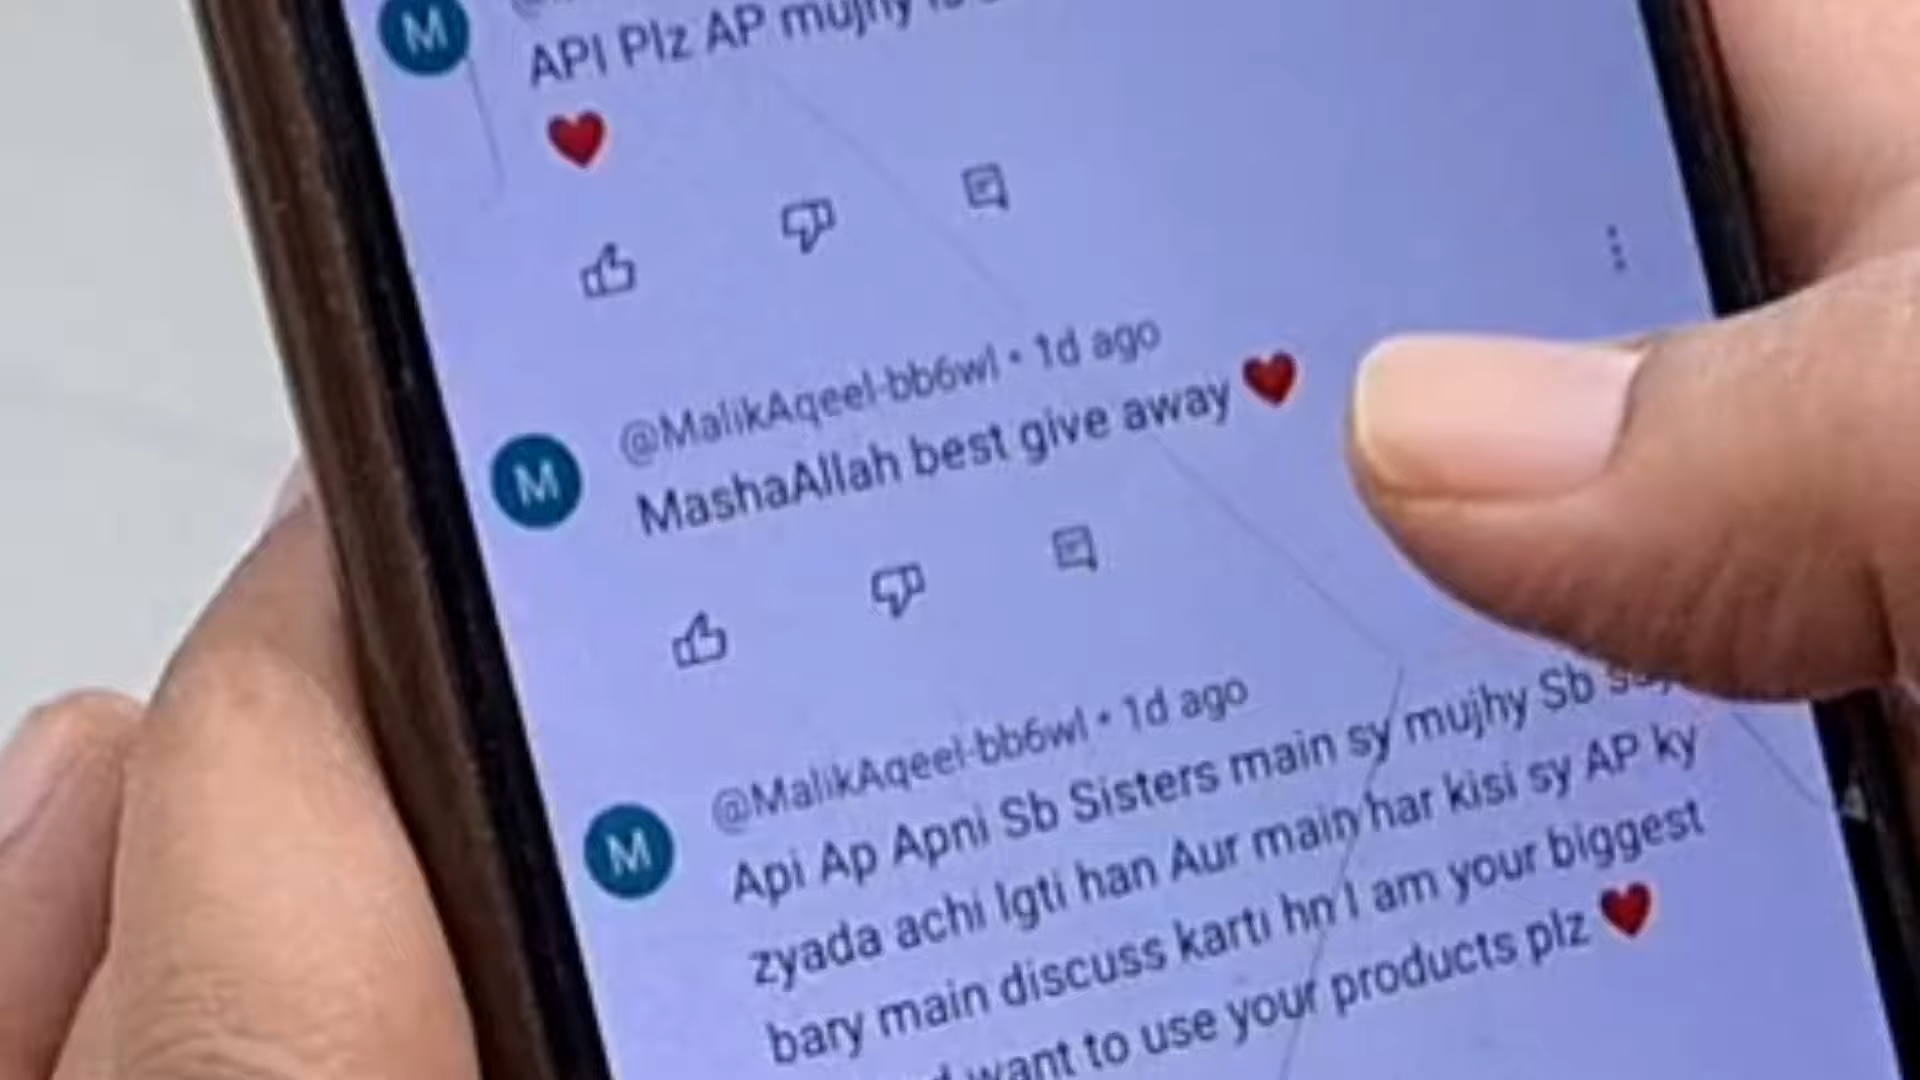 M
API Plz AP mujhy
❤️
@MalikAqeel-bb6wl • 1d ago
M
MashaAllah best give away ❤️
@MalikAqeel-bb6wl • 1d ago
M
Api Ap Apni Sb Sisters main sy mujhy Sb
zyada achi lgti han Aur main har kisi sy AP ky
bary main discuss karti hn I am your biggest
want to use your products plz ❤️